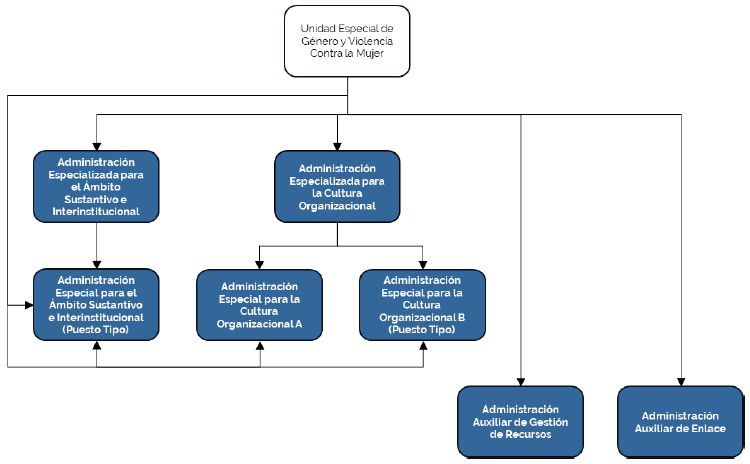 Unidad Especial de
Género y Violencia
Contra la Mujer
Administración
Especializada para
el Ámbito
Sustantivo e
Interinstitucional
Administración
Especializada para
la Cultura
Organizacional
Administración
Especial para el
Ámbito Sustantivo
e Interinstitucional
(Puesto Tipo)
Administración
Especial para la
Cultura
Organizacional A
Administración
Especial para la
Cultura
Organizacional B
(Puesto Tipo)
Administración
Auxiliar de Gestión
de Recursos
Administración
Auxiliar de Enlace